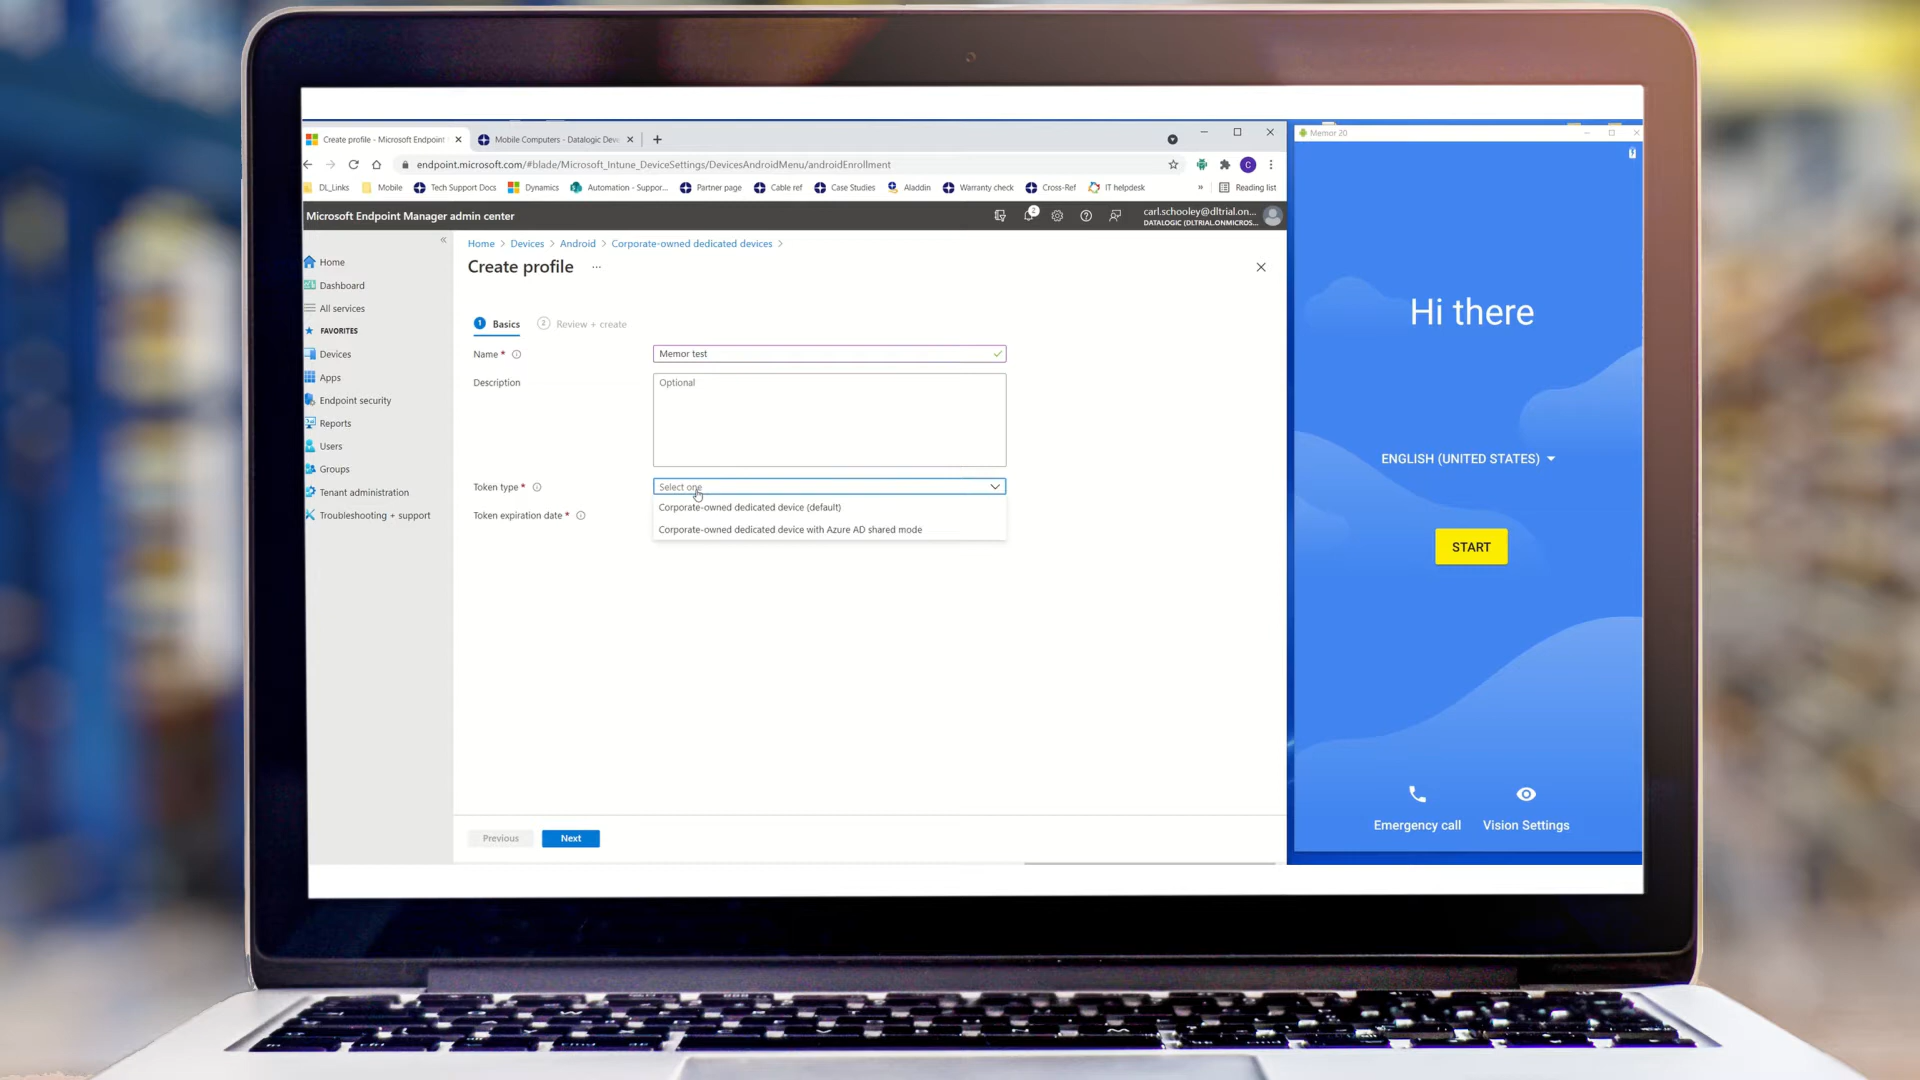 Create profile - Microsoft Endpoint
Mobile Computers - Datalogic Dev
Memor 20
endpoint.microsoft.com/#blade/Microsoft_Intune_DeviceSettings/DevicesAndroidMenu/androidEnrollment
C
DL_Links
Mobile
Tech Support Docs
Dynamics
Automation - Suppor...
Partner page
Cable ref
Case Studies
Aladdin
Warranty check
Cross-Ref
IT helpdesk
»
Reading list
Microsoft Endpoint Manager admin center
2
carl.schooley@dltrial.on...
DATALOGIC (DLTRIAL.ONMICROS...
«
Home > Devices > Android > Corporate-owned dedicated devices >
Create profile
...
Home
Dashboard
All services
FAVORITES
Devices
Apps
Endpoint security
Reports
Users
Groups
Tenant administration
Troubleshooting + support
1 Basics
2 Review + create
Name *
Memor test
Description
Optional
Token type *
Select one
Corporate-owned dedicated device (default)
Token expiration date *
Corporate-owned dedicated device with Azure AD shared mode
Previous
Next
Hi there
ENGLISH (UNITED STATES)
START
Emergency call
Vision Settings